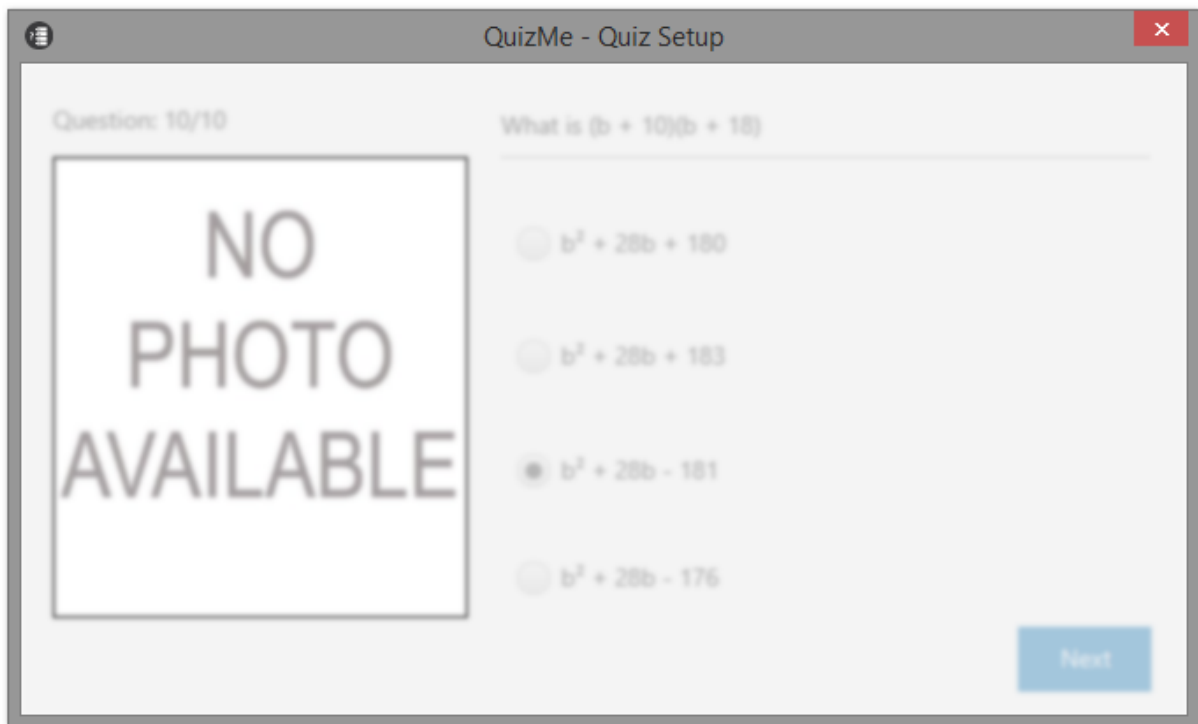 QuizMe - Quiz Setup
Question: 10/10
What is (b + 10)(b + 18)
NO
PHOTO
AVAILABLE
b² + 28b + 180
b² + 28b + 183
b² + 28b - 181
b² + 28b - 176
Next